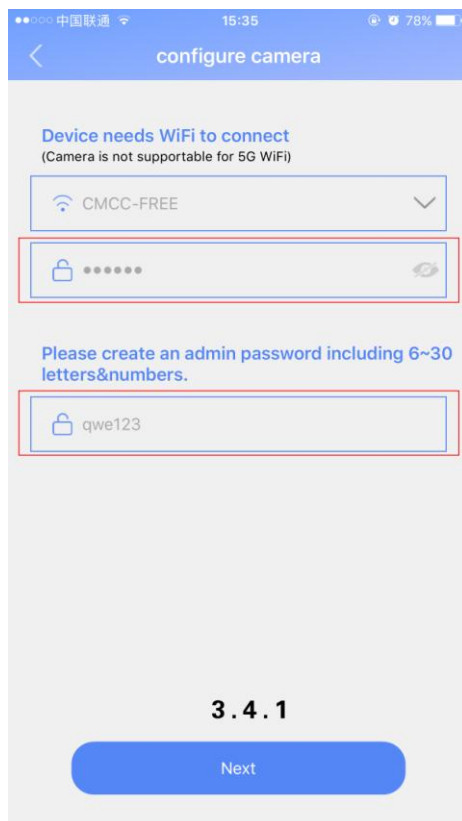 中国联通 15:35 78%
configure camera
Device needs WiFi to connect
(Camera is not supportable for 5G WiFi)
CMCC-FREE
●●●●●●
Please create an admin password including 6~30
letters&numbers.
qwe123
3.4.1
Next